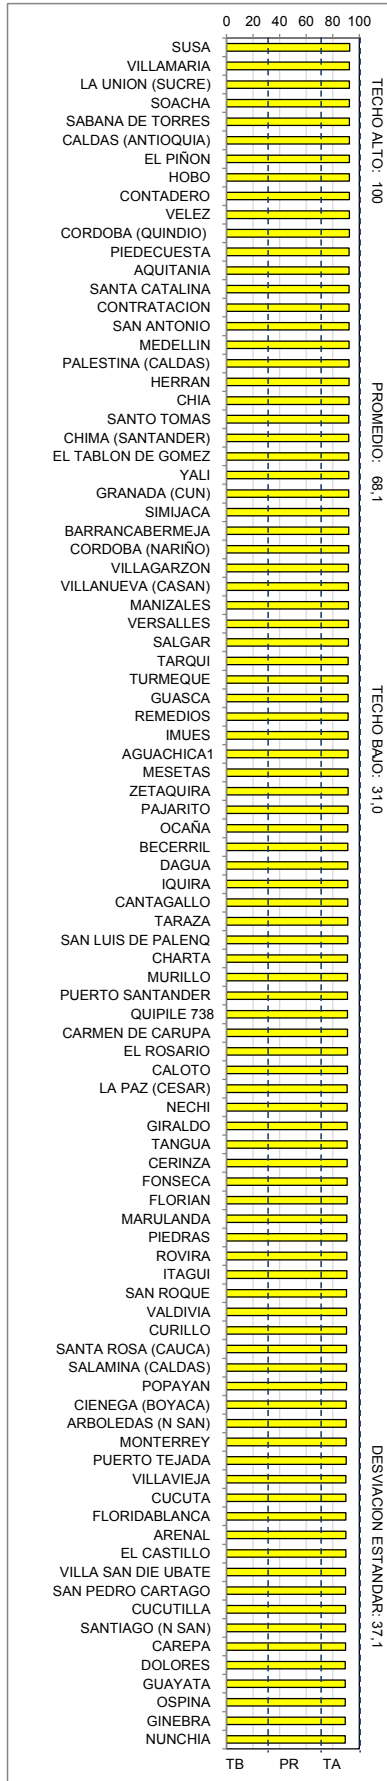 0 20 40 60 80 100
SUSA
VILLAMARIA
LA UNION (SUCRE)
SOACHA
SABANA DE TORRES
CALDAS (ANTIOQUIA)
EL PIÑON
HOBO
CONTADERO
VELEZ
CORDOBA (QUINDIO)
PIEDECUESTA
AQUITANIA
SANTA CATALINA
CONTRATACION
SAN ANTONIO
MEDELLIN
PALESTINA (CALDAS)
HERRAN
CHIA
SANTO TOMAS
CHIMA (SANTANDER)
EL TABLON DE GOMEZ
YALI
GRANADA (CUN)
SIMIJACA
BARRANCABERMEJA
CORDOBA (NARIÑO)
VILLAGARZON
VILLANUEVA (CASAN)
MANIZALES
VERSALLES
SALGAR
TARQUI
TURMEQUE
GUASCA
REMEDIOS
IMUES
AGUACHICA1
MESETAS
ZETAQUIRA
PAJARITO
OCAÑA
BECERRIL
DAGUA
IQUIRA
CANTAGALLO
TARAZA
SAN LUIS DE PALENQ
CHARTA
MURILLO
PUERTO SANTANDER
QUIPILE 738
CARMEN DE CARUPA
EL ROSARIO
CALOTO
LA PAZ (CESAR)
NECHI
GIRALDO
TANGUA
CERINZA
FONSECA
FLORIAN
MARULANDA
PIEDRAS
ROVIRA
ITAGUI
SAN ROQUE
VALDIVIA
CURILLO
SANTA ROSA (CAUCA)
SALAMINA (CALDAS)
POPAYAN
CIENEGA (BOYACA)
ARBOLEDAS (N SAN)
MONTERREY
PUERTO TEJADA
VILLAVIEJA
CUCUTA
FLORIDABLANCA
ARENAL
EL CASTILLO
VILLA SAN DIE UBATE
SAN PEDRO CARTAGO
CUCUTILLA
SANTIAGO (N SAN)
CAREPA
DOLORES
GUAYATA
OSPINA
GINEBRA
NUNCHIA
TB PR TA
TECHO ALTO: 100
PROMEDIO: 68,1
TECHO BAJO: 31,0
DESVIACION ESTANDAR: 37,1